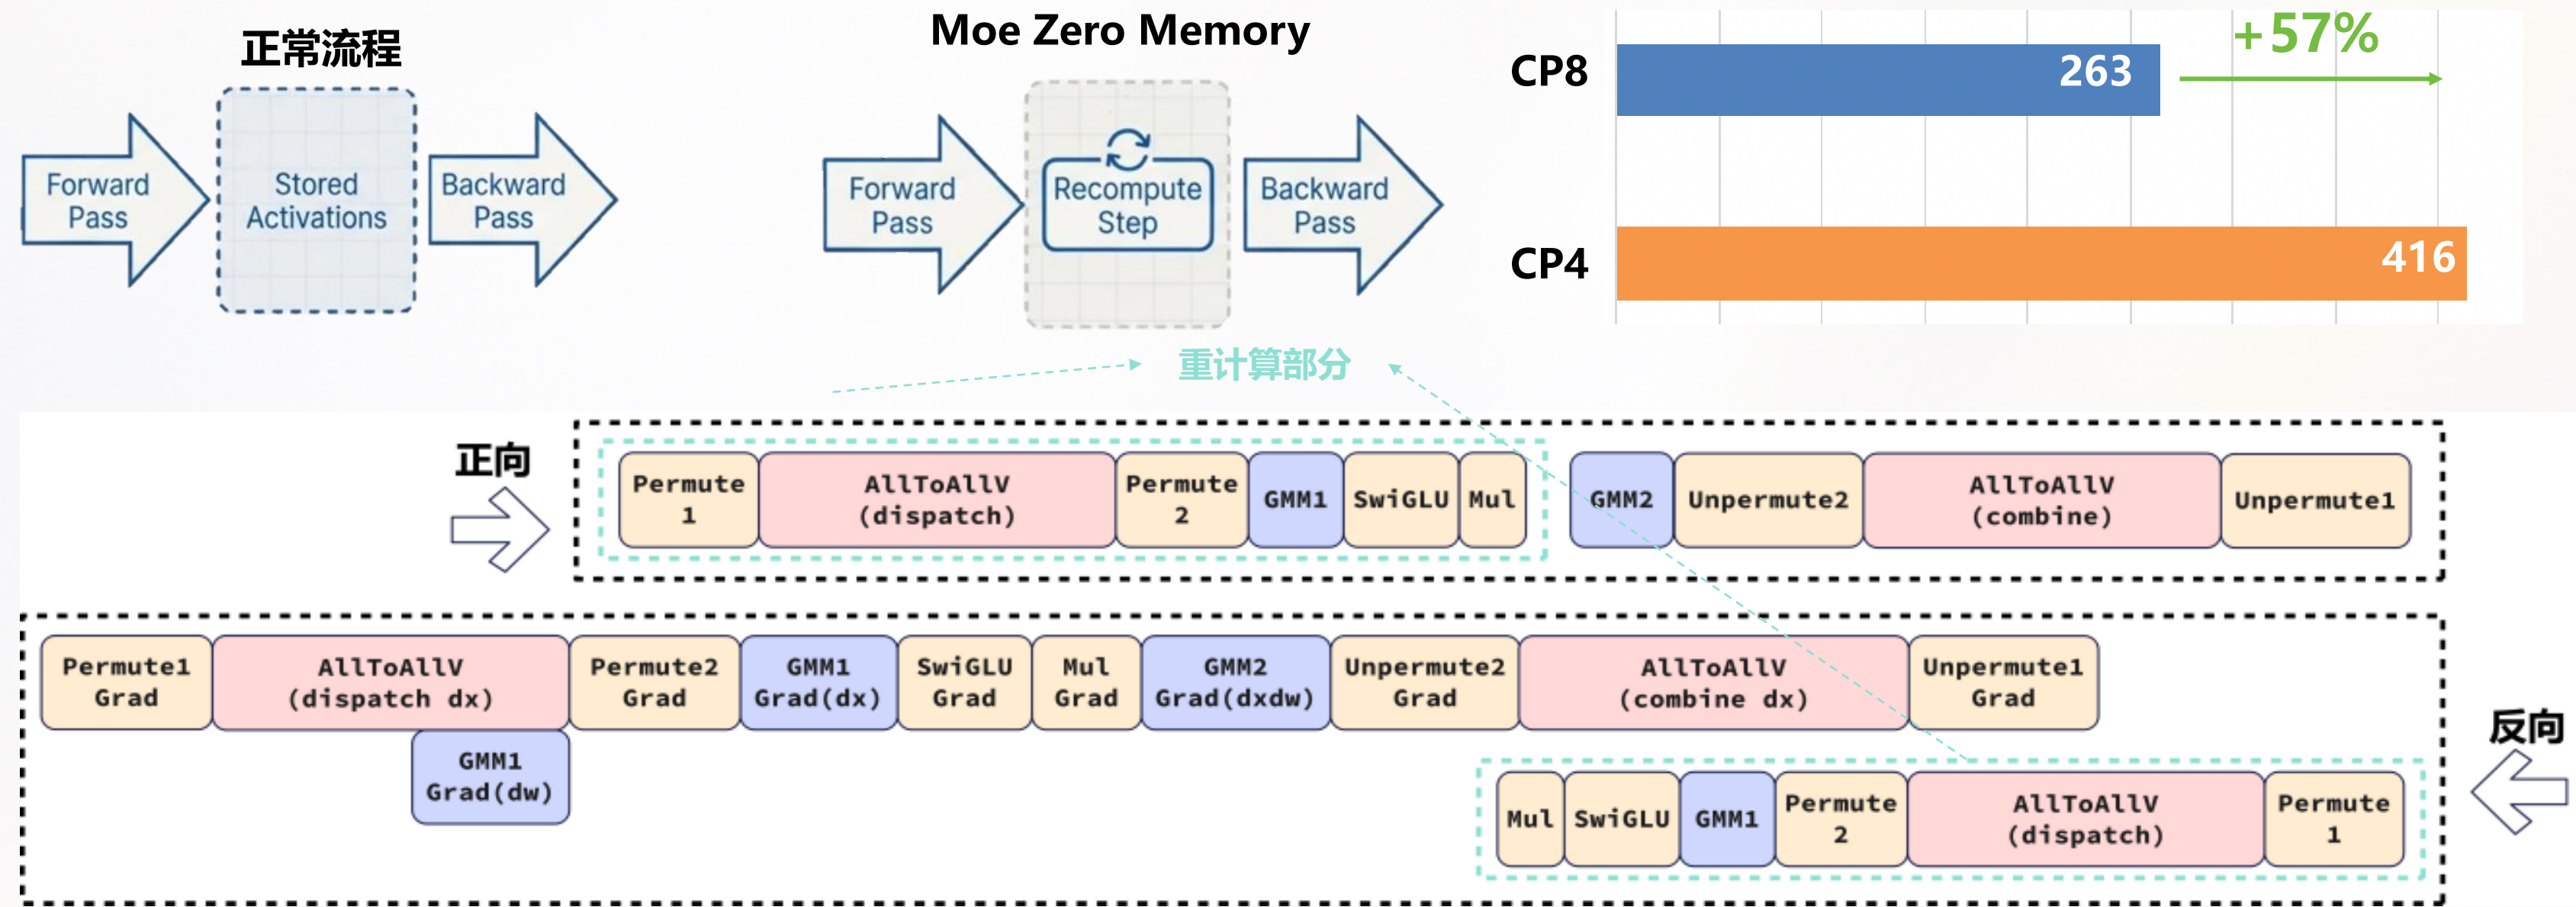 正常流程
Forward
Pass
Stored
Activations
Backward
Pass
Moe Zero Memory
Forward
Pass
Recompute
Step
Backward
Pass
CP8
263
+57%
CP4
416
重计算部分
正向
Permute
1
AllToAllV
(dispatch)
Permute
2
GMM1
SwiGLU
Mul
GMM2
Unpermute2
AllToAllV
(combine)
Unpermute1
Permute1
Grad
AllToAllV
(dispatch dx)
Permute2
Grad
GMM1
Grad(dx)
SwiGLU
Grad
Mul
Grad
GMM2
Grad(dxdw)
Unpermute2
Grad
AllToAllV
(combine dx)
Unpermute1
Grad
GMM1
Grad(dw)
反向
Mul
SwiGLU
GMM1
Permute
2
AllToAllV
(dispatch)
Permute
1